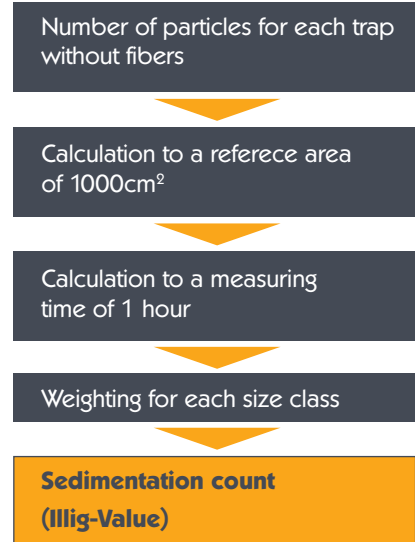 Number of particles for each trap
without fibers
Calculation to a referece area
of 1000cm²
Calculation to a measuring
time of 1 hour
Weighting for each size class
Sedimentation count
(Illig-Value)